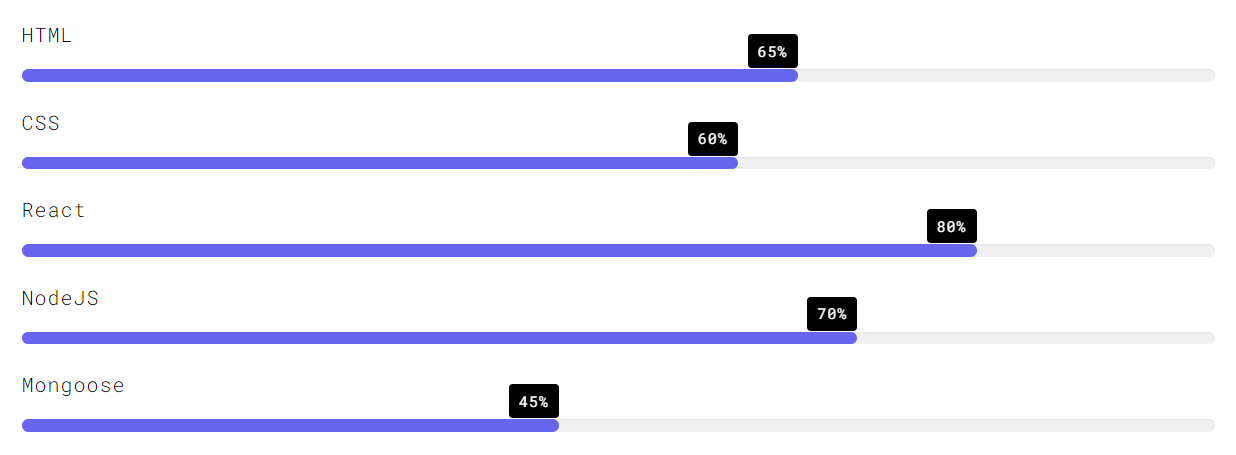 HTML
65%
CSS
60%
React
80%
NodeJS
70%
Mongoose
45%